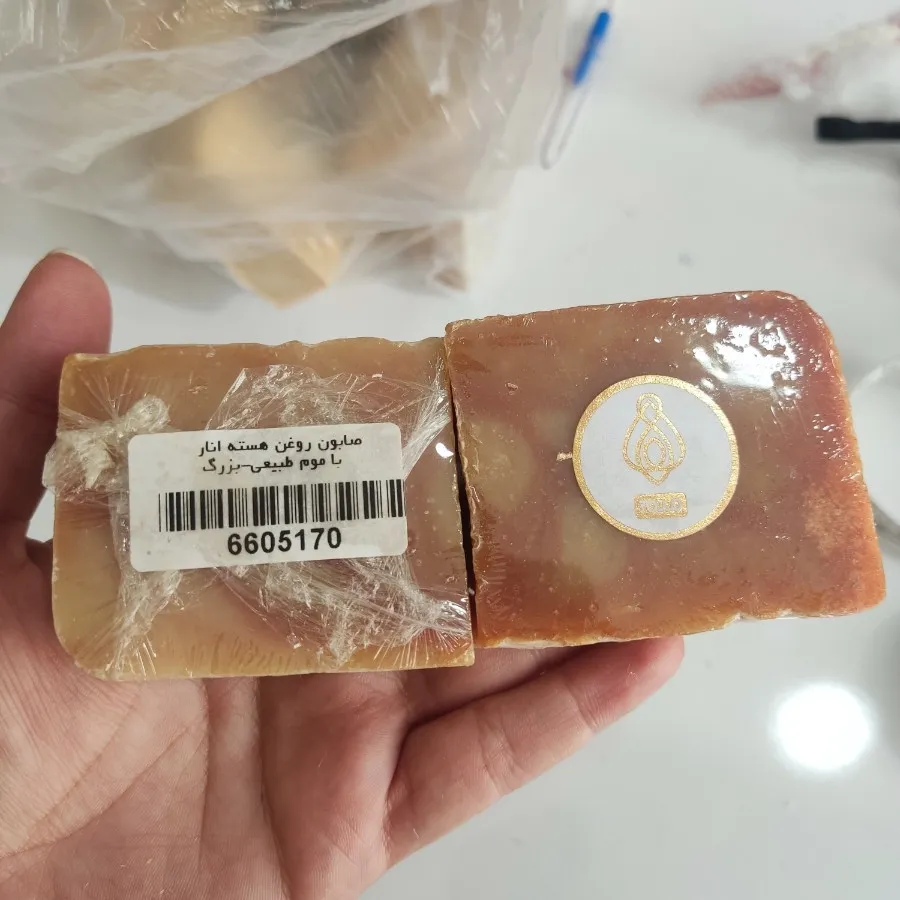 صابون روغن هسته انار
با موم طبیعی-بزرگ
6605170